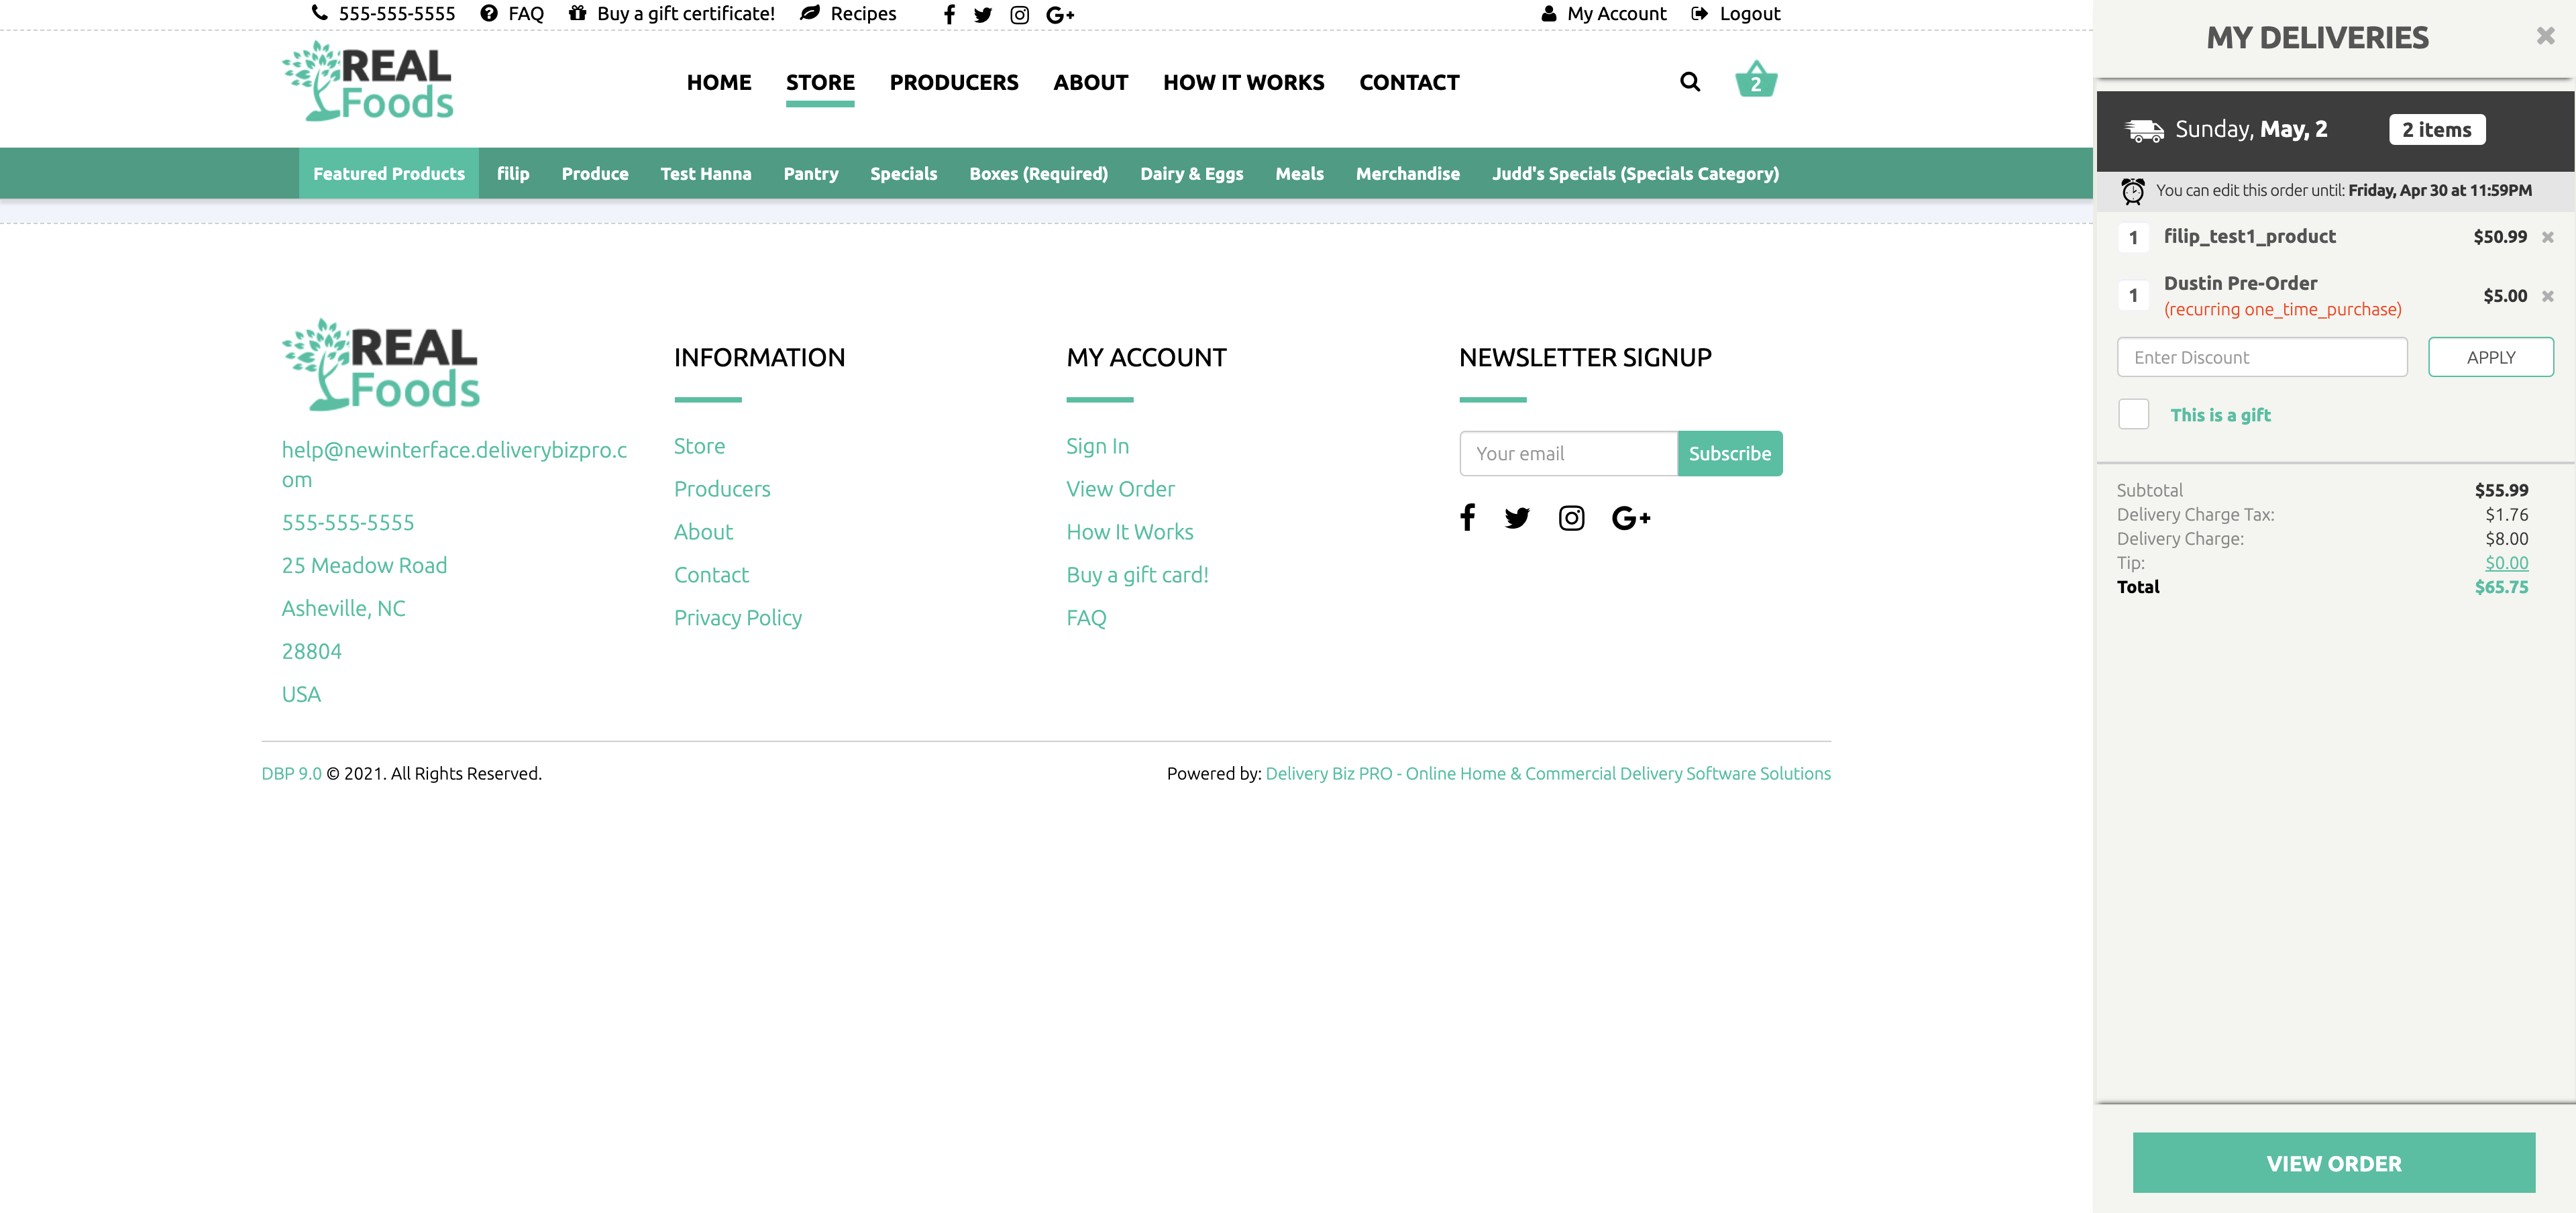 555-555-5555 FAQ Buy a gift certificate! Recipes G+ My Account Logout
REAL
Foods
HOME STORE PRODUCERS ABOUT HOW IT WORKS CONTACT 2
Featured Products filip Produce Test Hanna Pantry Specials Boxes (Required) Dairy & Eggs Meals Merchandise Judd's Specials (Specials Category)
REAL
Foods
help@newinterface.deliverybizpro.c
om
555-555-5555
25 Meadow Road
Asheville, NC
28804
USA
INFORMATION
Store
Producers
About
Contact
Privacy Policy
MY ACCOUNT
Sign In
View Order
How It Works
Buy a gift card!
FAQ
NEWSLETTER SIGNUP
Your email Subscribe
G+
DBP 9.0 © 2021. All Rights Reserved.
Powered by: Delivery Biz PRO - Online Home & Commercial Delivery Software Solutions
MY DELIVERIES
Sunday, May, 2 2 items
You can edit this order until: Friday, Apr 30 at 11:59PM
1 filip_test1_product $50.99
1 Dustin Pre-Order $5.00
(recurring one_time_purchase)
Enter Discount APPLY
This is a gift
Subtotal $55.99
Delivery Charge Tax: $1.76
Delivery Charge: $8.00
Tip: $0.00
Total $65.75
VIEW ORDER